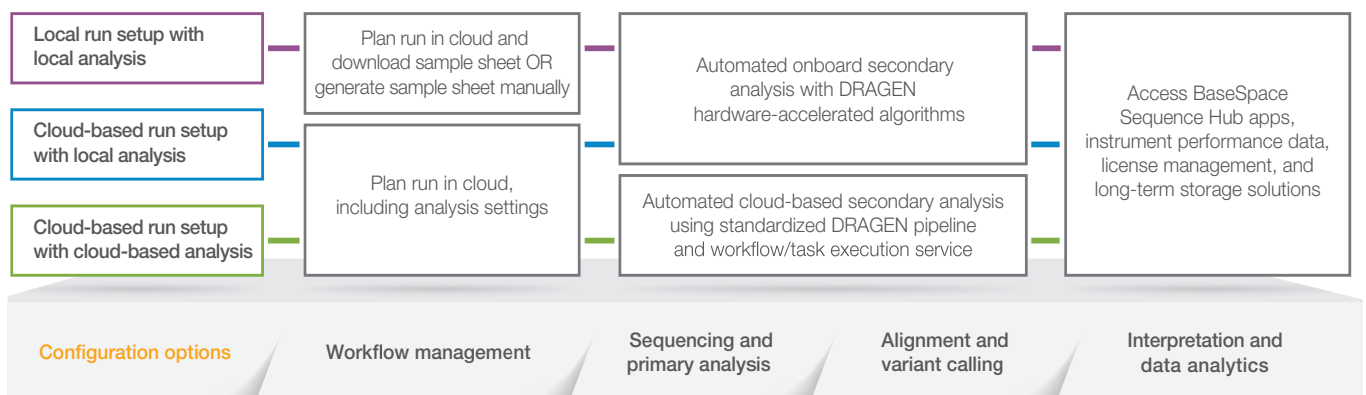 Local run setup with
local analysis
Cloud-based run setup
with local analysis
Cloud-based run setup
with cloud-based analysis
Plan run in cloud and
download sample sheet OR
generate sample sheet manually
Plan run in cloud,
including analysis settings
Automated onboard secondary
analysis with DRAGEN
hardware-accelerated algorithms
Automated cloud-based secondary analysis
using standardized DRAGEN pipeline
and workflow/task execution service
Access BaseSpace
Sequence Hub apps,
instrument performance data,
license management, and
long-term storage solutions
Configuration options
Workflow management
Sequencing and
primary analysis
Alignment and
variant calling
Interpretation and
data analytics